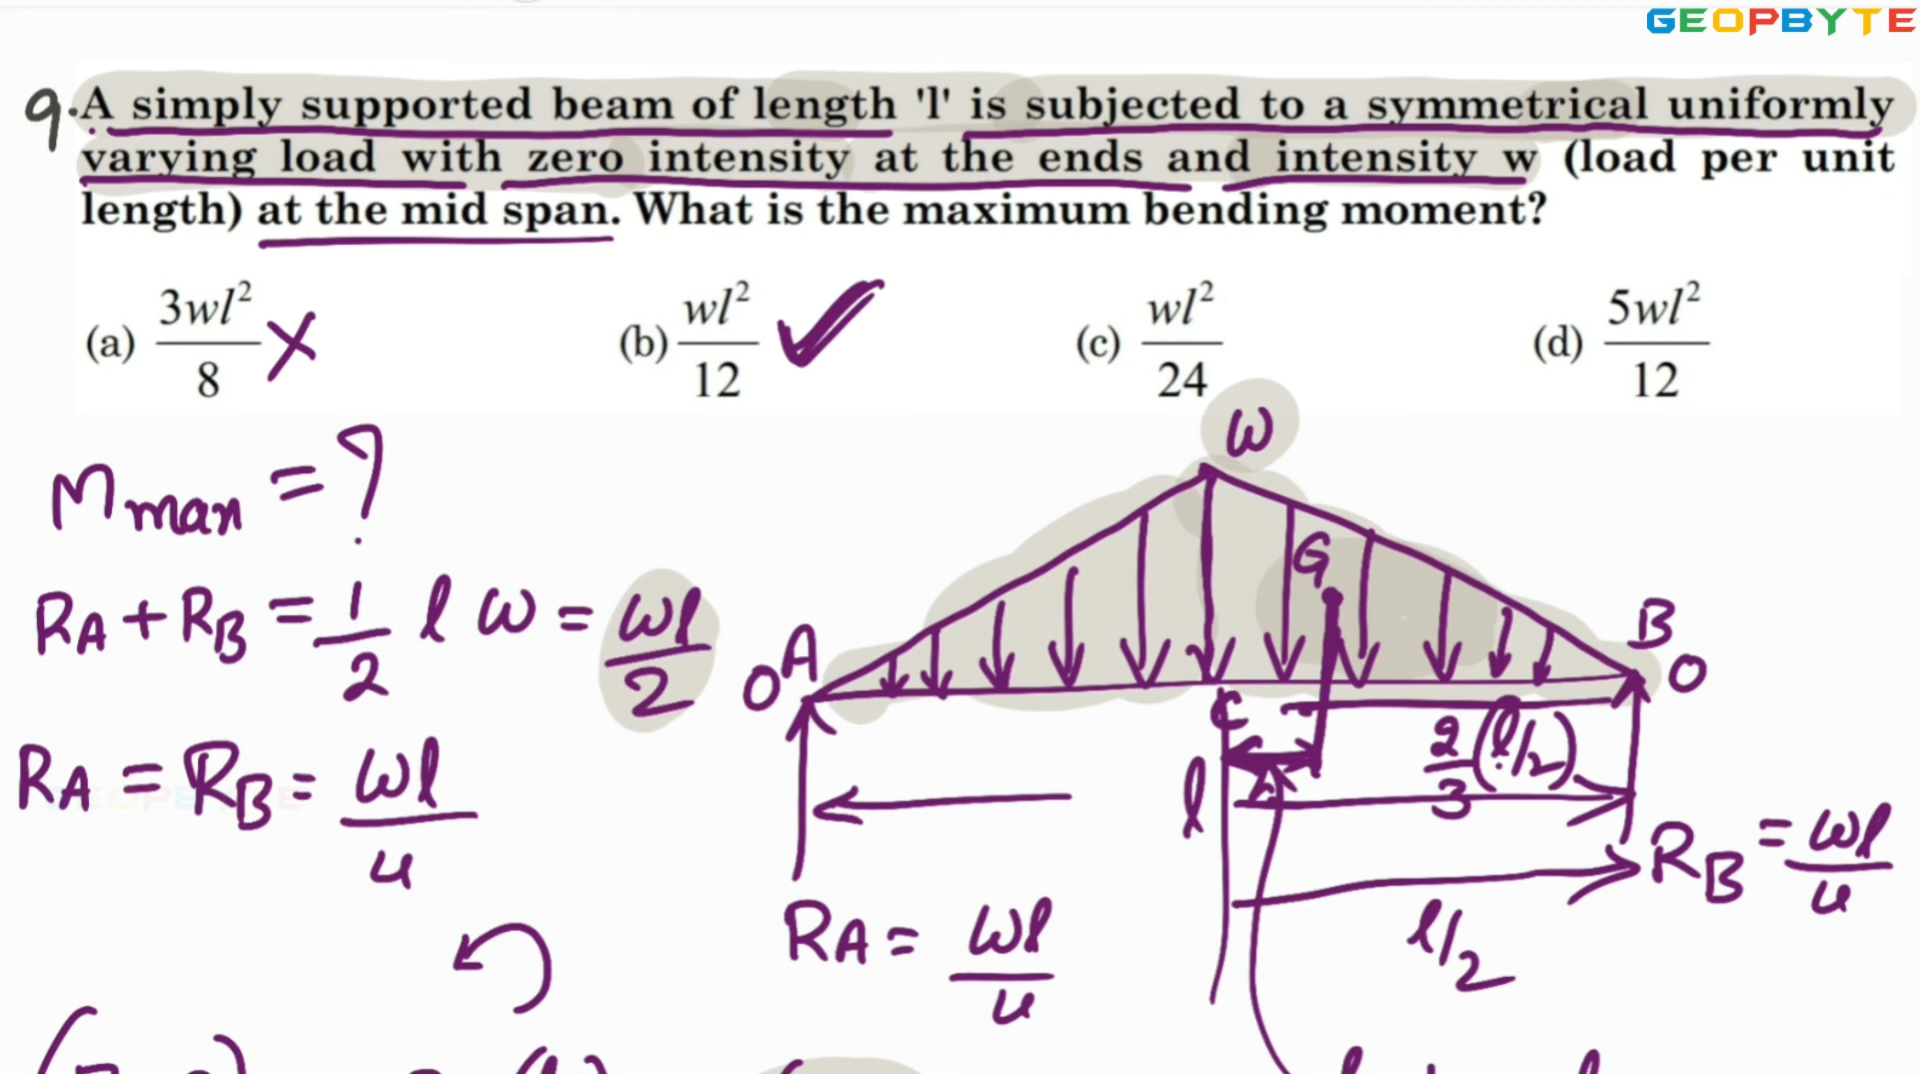 GEOPBYTE
9. A simply supported beam of length 'l' is subjected to a symmetrical uniformly
varying load with zero intensity at the ends and intensity w (load per unit
length) at the mid span. What is the maximum bending moment?
(a) 3wl²/8 (b) wl²/12 (c) wl²/24 (d) 5wl²/12
Mmax = ?
w
G
RA + RB = 1/2 l w = wl/2
O A
B O
C
2/3 (l/2)
RA = RB = wl/4
l
RB = wl/4
RA = wl/4
l/2